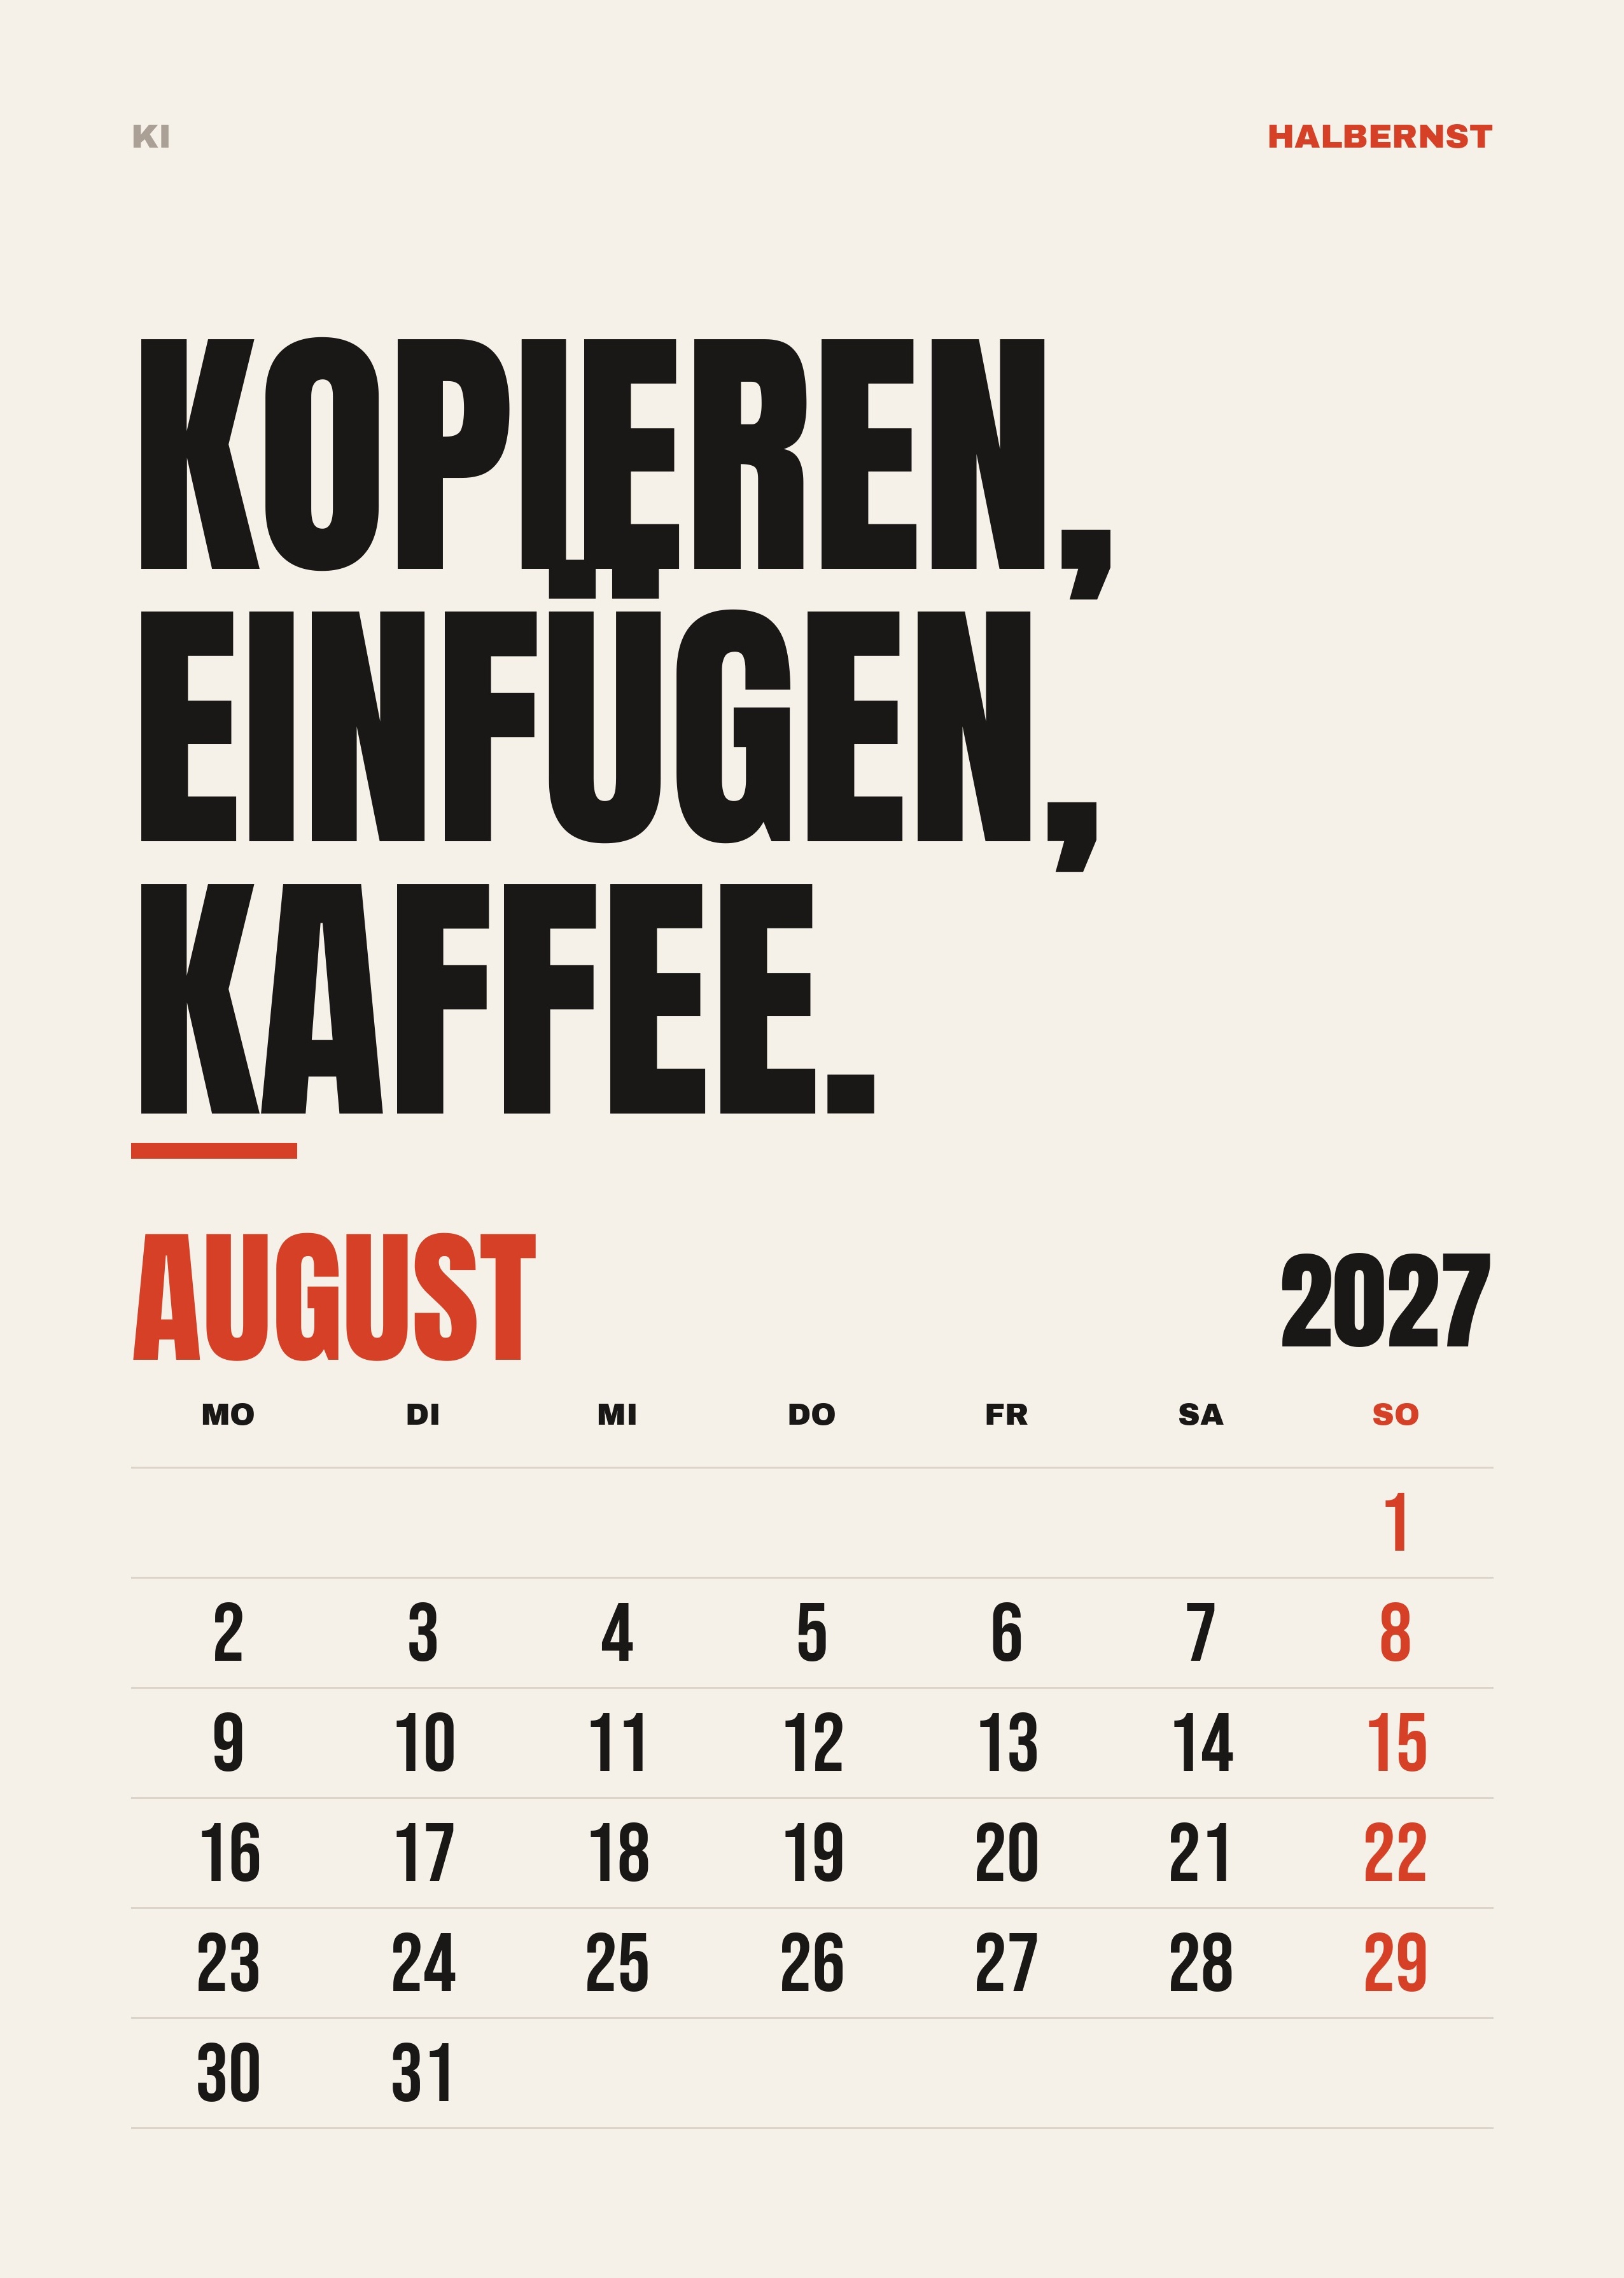 KI HALBERNST
KOPIEREN,
EINFÜGEN,
KAFFEE.
AUGUST 2027
MO DI MI DO FR SA SO
1
2 3 4 5 6 7 8
9 10 11 12 13 14 15
16 17 18 19 20 21 22
23 24 25 26 27 28 29
30 31